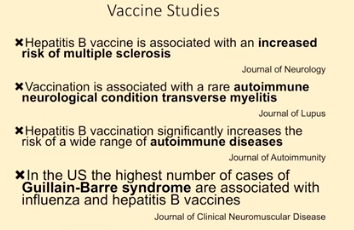 Vaccine Studies
✖Hepatitis B vaccine is associated with an increased
risk of multiple sclerosis
Journal of Neurology
✖Vaccination is associated with a rare autoimmune
neurological condition transverse myelitis
Journal of Lupus
✖Hepatitis B vaccination significantly increases the
risk of a wide range of autoimmune diseases
Journal of Autoimmunity
✖In the US the highest number of cases of
Guillain-Barre syndrome are associated with
influenza and hepatitis B vaccines
Journal of Clinical Neuromuscular Disease